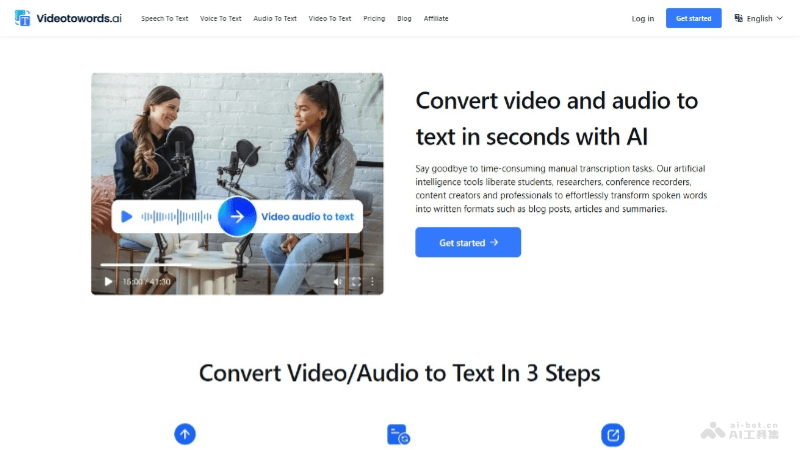 Videotowords.ai
Speech To Text
Voice To Text
Audio To Text
Video To Text
Pricing
Blog
Affiliate
Log in
Get started
English
Video audio to text
15:00 / 41:30
Convert video and audio to
text in seconds with AI
Say goodbye to time-consuming manual transcription tasks. Our artificial
intelligence tools liberate students, researchers, conference recorders,
content creators and professionals to effortlessly transform spoken words
into written formats such as blog posts, articles and summaries.
Get started
Convert Video/Audio to Text In 3 Steps
ai-bot.cn
AI工具集